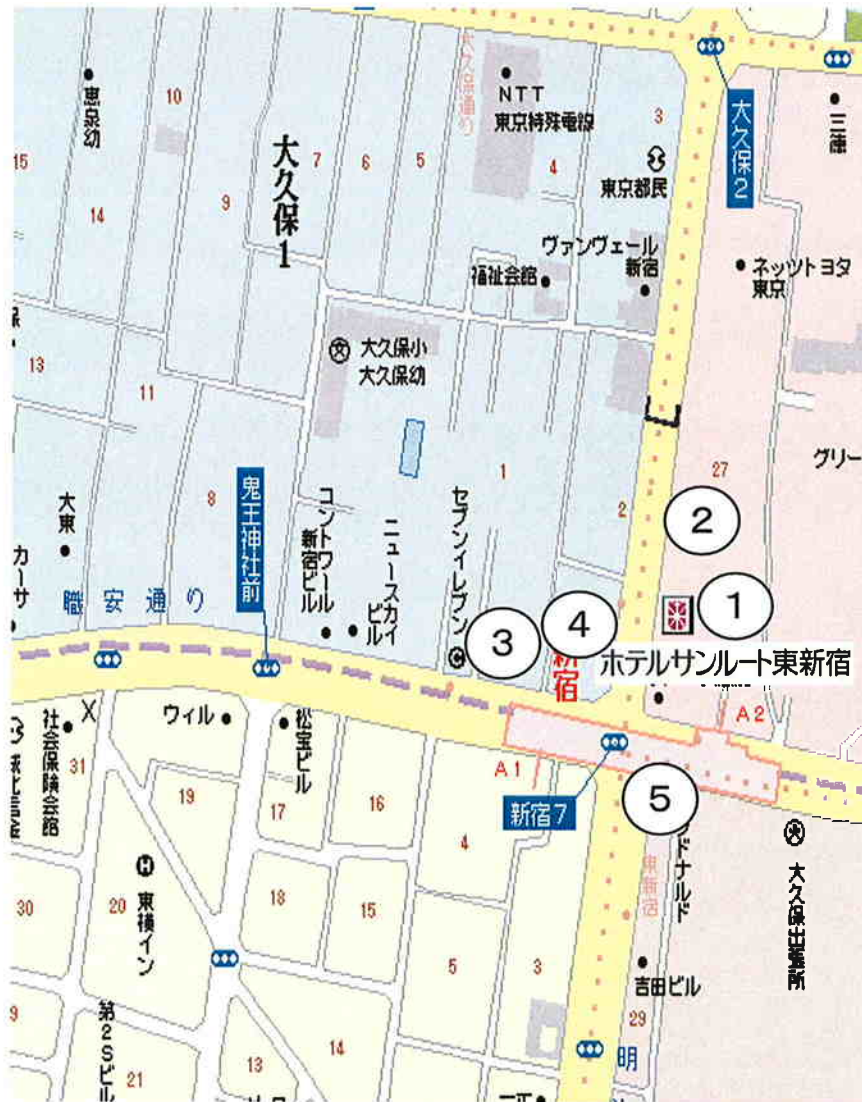 大久保通り
3
NTT
東京特殊電線
恵泉幼
10
15
14
9
大久保1
7
6
5
4
東京都民
大久保2
三庫
ヴァンヴェール
新宿
福祉会館
ネッツトヨタ
東京
大久保小
大久保幼
13
11
8
1
2
27
グリー
②
大東
カーサ
職安通り
鬼王神社前
コントワール
新宿ビル
ニュースカイ
ビル
セブンイレブン
③
④
①
新宿
ホテルサンルート東新宿
A2
A1
新宿7
⑤
社会保険会館
31
ウィル
松宝ビル
19
17
16
4
ドナルド
東新宿
大久保出張所
30
20
東横イン
18
15
5
3
吉田ビル
29
9
第2Sビル
21
13
14
明
一正